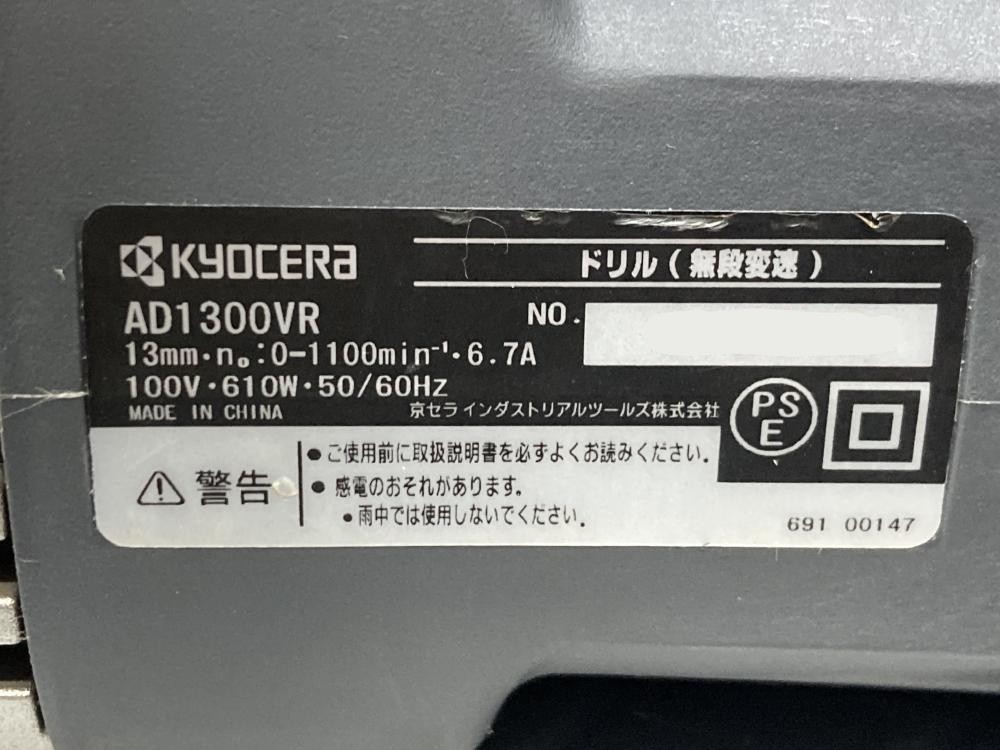 KYOCERA
ドリル(無段変速)
AD1300VR
NO.
13mm・n₀:0-1100min⁻¹・6.7A
100V・610W・50/60Hz
MADE IN CHINA
京セラインダストリアルツールズ株式会社
PS
E
警告
●ご使用前に取扱説明書を必ずよくお読みください。
●感電のおそれがあります。
●雨中では使用しないでください。
691 00147